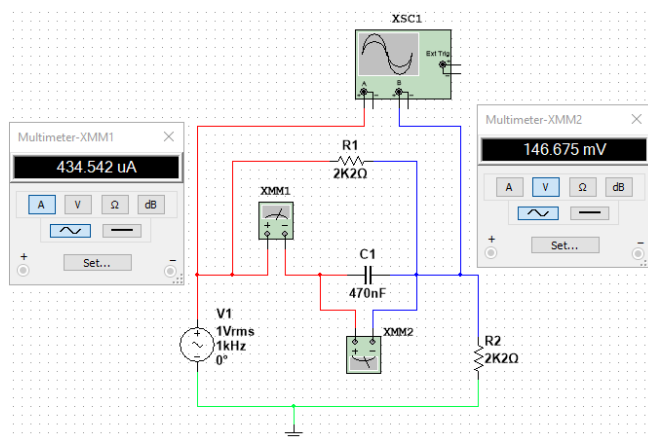 XSC1
Ext Trig
+
−
A
B
+ −
+ −
Multimeter-XMM1
434.542 uA
A V Ω dB
Set...
+
−
Multimeter-XMM2
146.675 mV
A V Ω dB
Set...
+
−
R1
2K2Ω
XMM1
+ −
C1
470nF
XMM2
+ −
V1
1Vrms
1kHz
0°
+
−
R2
2K2Ω